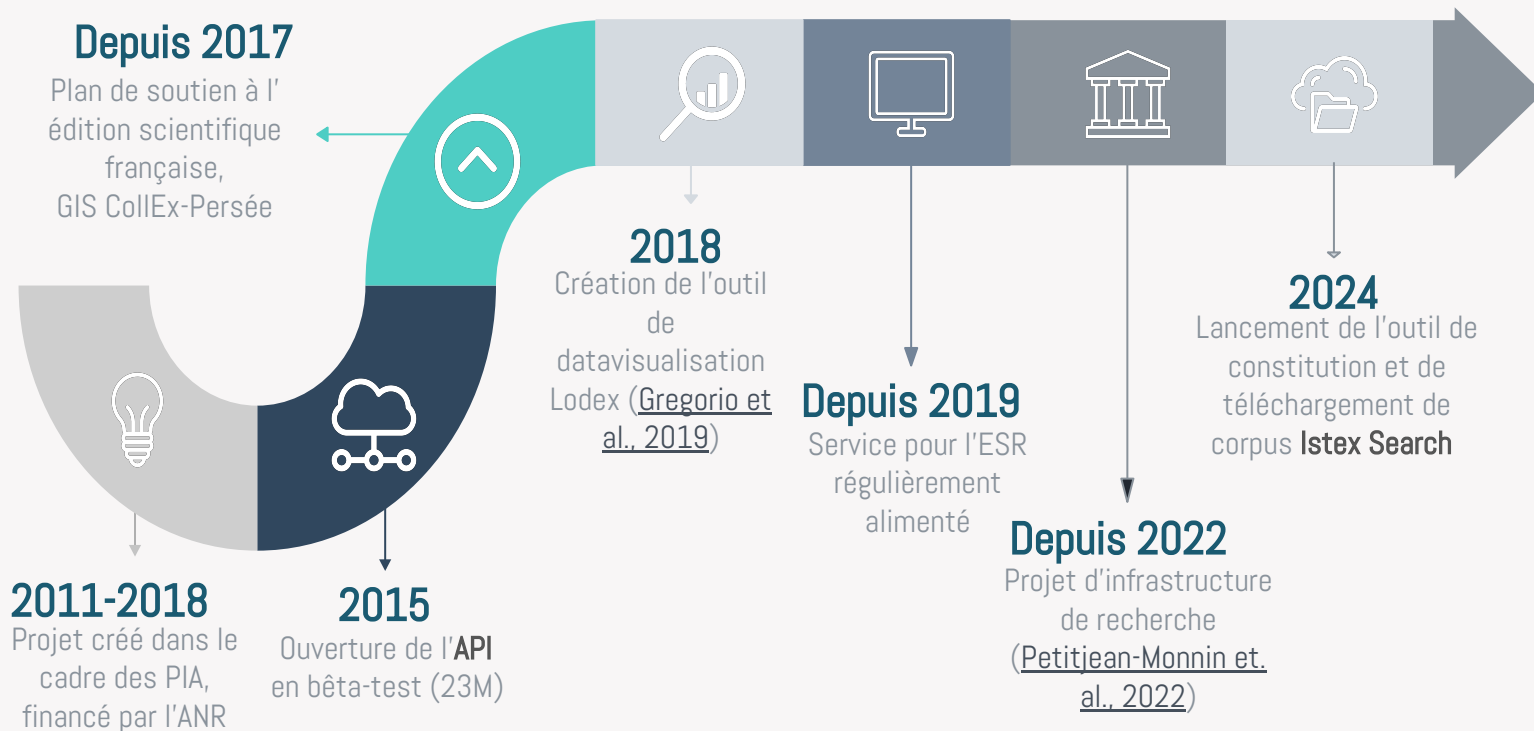 Depuis 2017
Plan de soutien à l'
édition scientifique
française,
GIS CollEx-Persée
2011-2018
Projet créé dans le
cadre des PIA,
financé par l'ANR
2015
Ouverture de l'API
en bêta-test (23M)
2018
Création de l'outil
de
datavisualisation
Lodex (Gregorio et
al., 2019)
Depuis 2019
Service pour l'ESR
régulièrement
alimenté
Depuis 2022
Projet d'infrastructure
de recherche
(Petitjean-Monnin et.
al., 2022)
2024
Lancement de l'outil de
constitution et de
téléchargement de
corpus Istex Search